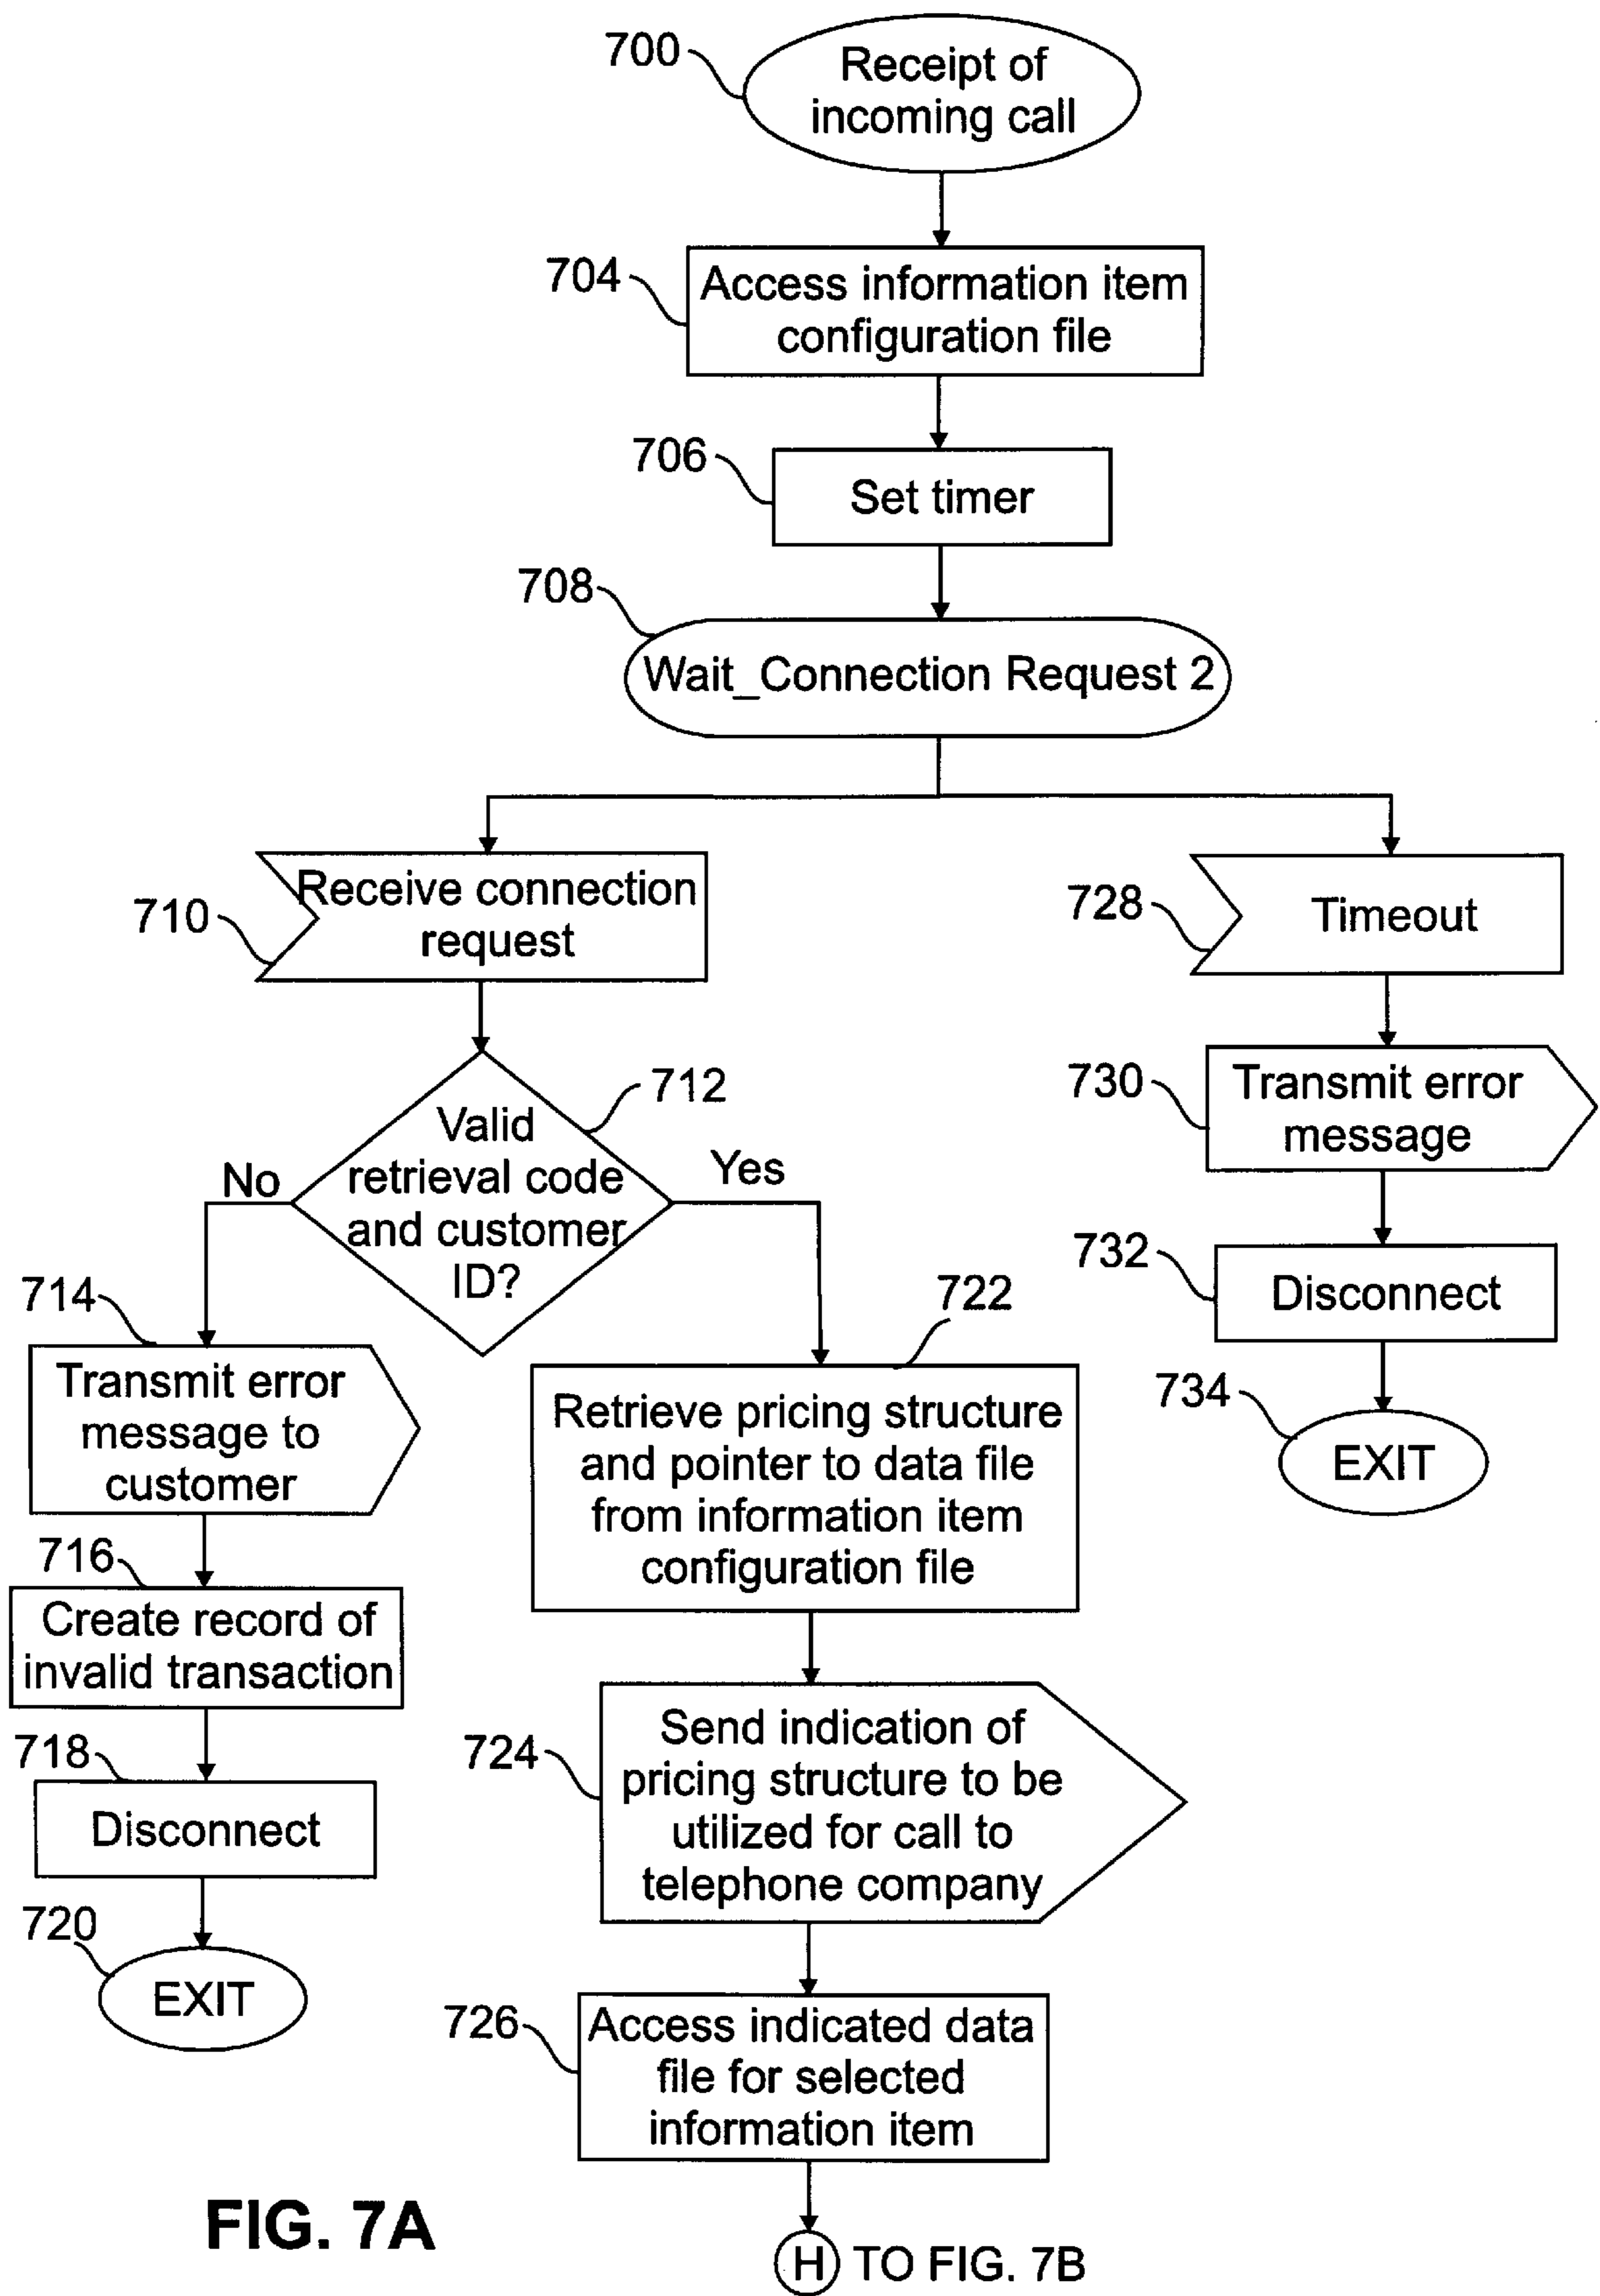 700
Receipt of
incoming call
704
Access information item
configuration file
706
Set timer
708
Wait_Connection Request 2
710
Receive connection
request
728
Timeout
712
Valid
retrieval code
and customer
ID?
No
Yes
730
Transmit error
message
732
Disconnect
734
EXIT
714
Transmit error
message to
customer
716
Create record of
invalid transaction
718
Disconnect
720
EXIT
722
Retrieve pricing structure
and pointer to data file
from information item
configuration file
724
Send indication of
pricing structure to be
utilized for call to
telephone company
726
Access indicated data
file for selected
information item
H TO FIG. 7B
FIG. 7A